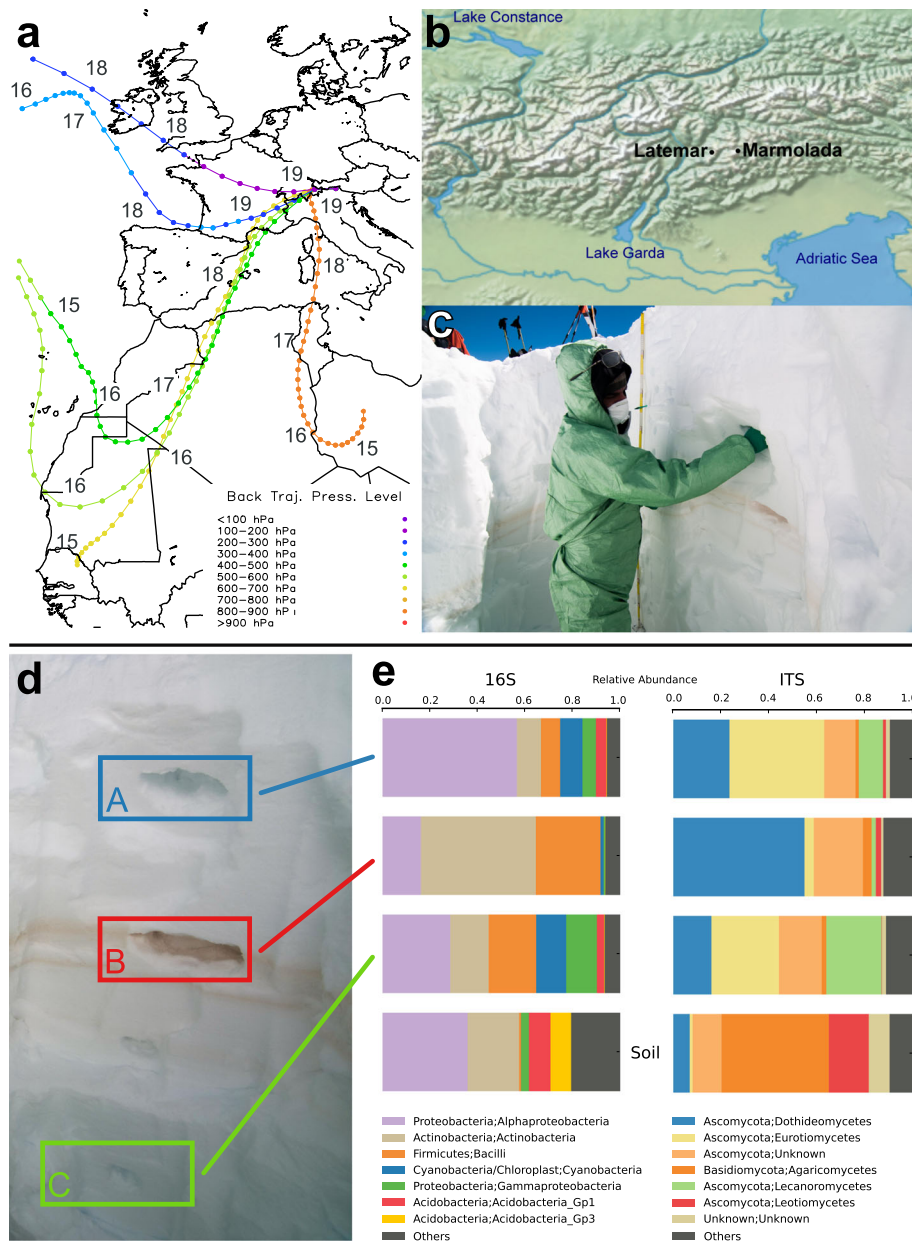 a
18
16
17
18
18
19
19
19
18
18
15
17
16
17
16
16
15
16
15
Back Traj. Press. Level
<100 hPa
100−200 hPa
200−300 hPa
300−400 hPa
400−500 hPa
500−600 hPa
600−700 hPa
700−800 hPa
800−900 hP
>900 hPa
b
Lake Constance
Latemar
Marmolada
Lake Garda
Adriatic Sea
C
d
A
B
C
e
16S
Relative Abundance
ITS
0.0 0.2 0.4 0.6 0.8 1.0
0.0 0.2 0.4 0.6 0.8 1.0
Soil
Proteobacteria;Alphaproteobacteria
Actinobacteria;Actinobacteria
Firmicutes;Bacilli
Cyanobacteria/Chloroplast;Cyanobacteria
Proteobacteria;Gammaproteobacteria
Acidobacteria;Acidobacteria_Gp1
Acidobacteria;Acidobacteria_Gp3
Others
Ascomycota;Dothideomycetes
Ascomycota;Eurotiomycetes
Ascomycota;Unknown
Basidiomycota;Agaricomycetes
Ascomycota;Lecanoromycetes
Ascomycota;Leotiomycetes
Unknown;Unknown
Others